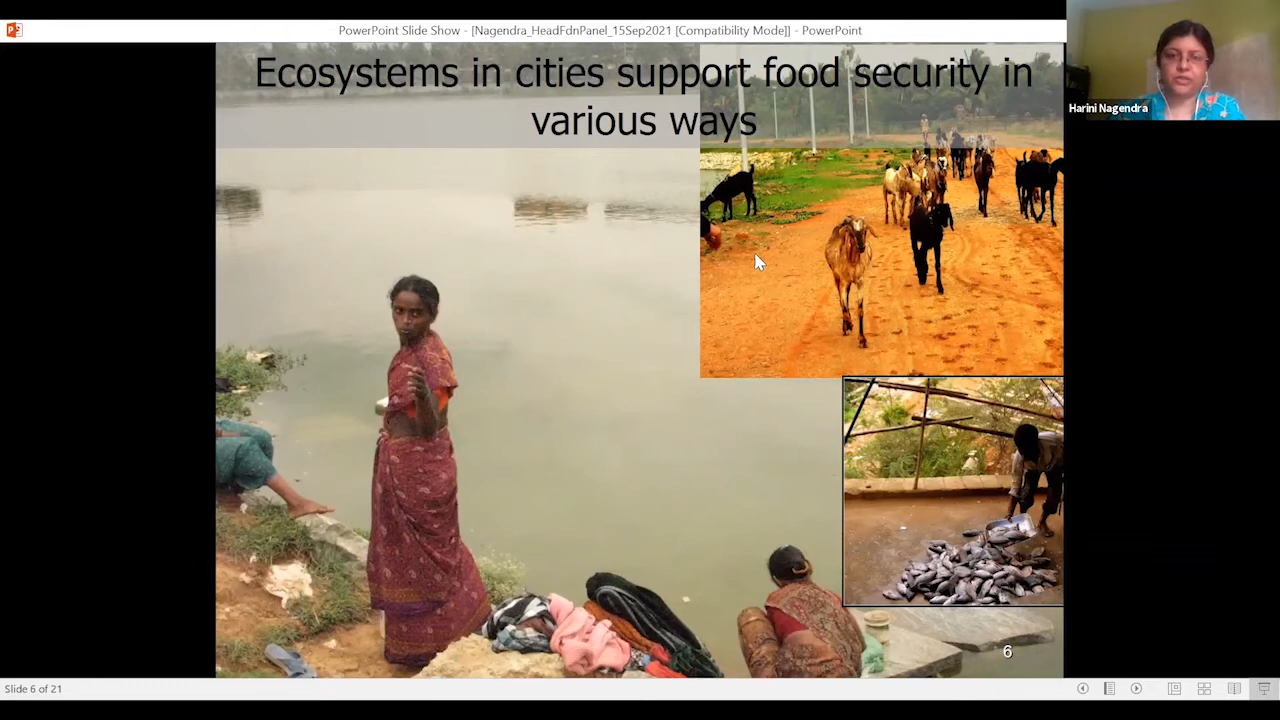 PowerPoint Slide Show - [Nagendra_HeadFdnPanel_15Sep2021 [Compatibility Mode]] - PowerPoint
Ecosystems in cities support food security in
various ways
Harini Nagendra
6
Slide 6 of 21